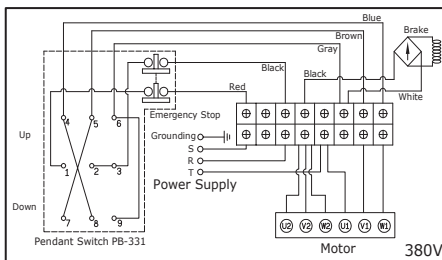 Blue
Brake
Brown
Gray
Black
Black
Red
White
4
5
6
Emergency Stop
Up
Grounding
S
1
2
3
R
T
Power Supply
Down
7
8
9
U2
V2
W2
U1
V1
W1
Pendant Switch PB-331
Motor
380V